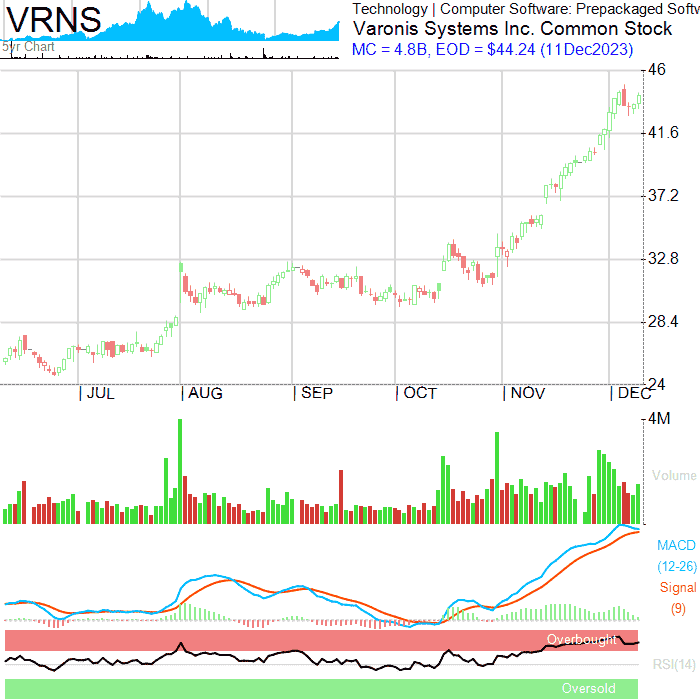 VRNS
5yr Chart
Technology | Computer Software: Prepackaged Softw
Varonis Systems Inc. Common Stock
MC = 4.8B, EOD = $44.24 (11Dec2023)
46
41.6
37.2
32.8
28.4
24
| JUL | AUG | SEP | OCT | NOV | DEC
4M
Volume
MACD
(12-26)
Signal
(9)
Overbought
RSI(14)
Oversold